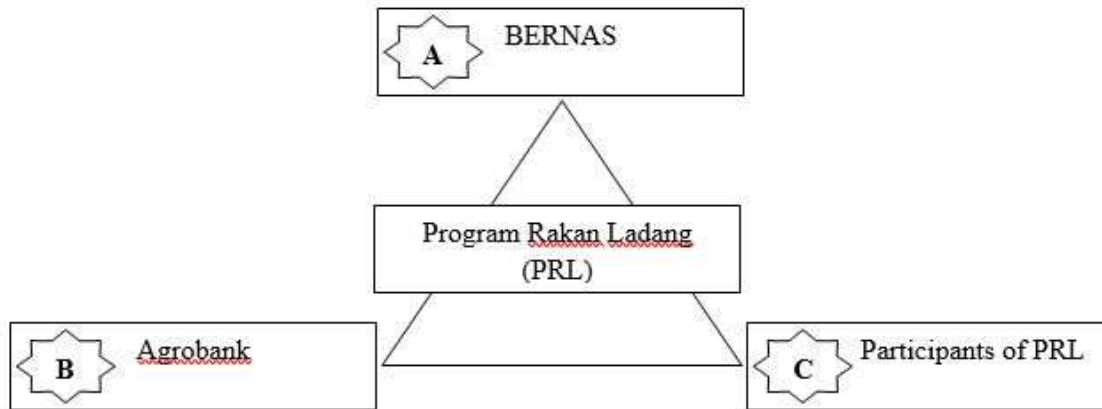 A BERNAS
Program Rakan Ladang
(PRL)
B Agrobank
C Participants of PRL